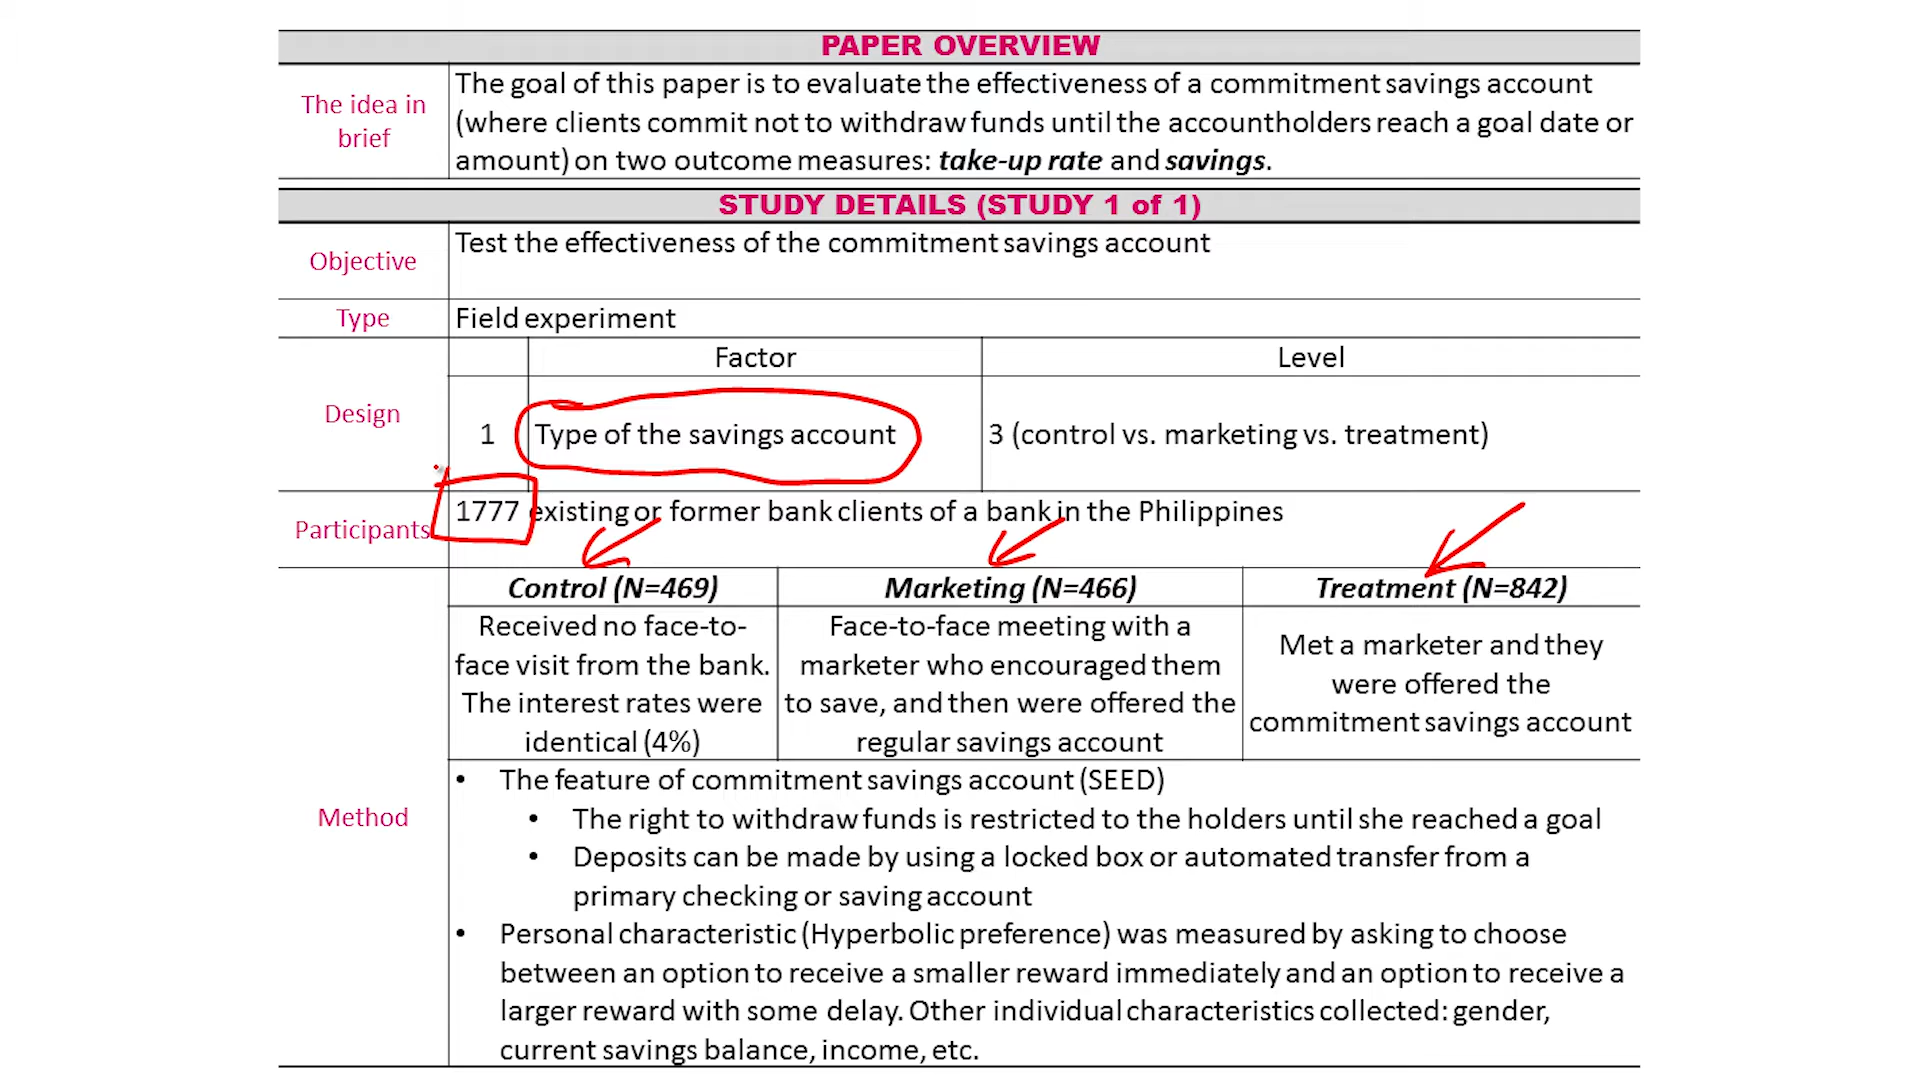 PAPER OVERVIEW
The idea in
brief
The goal of this paper is to evaluate the effectiveness of a commitment savings account
(where clients commit not to withdraw funds until the accountholders reach a goal date or
amount) on two outcome measures: take-up rate and savings.
STUDY DETAILS (STUDY 1 of 1)
Objective
Test the effectiveness of the commitment savings account
Type
Field experiment
Design
Factor
Level
1
Type of the savings account
3 (control vs. marketing vs. treatment)
Participants
1777 existing or former bank clients of a bank in the Philippines
Method
Control (N=469)
Marketing (N=466)
Treatment (N=842)
Received no face-to-
face visit from the bank.
The interest rates were
identical (4%)
Face-to-face meeting with a
marketer who encouraged them
to save, and then were offered the
regular savings account
Met a marketer and they
were offered the
commitment savings account
• The feature of commitment savings account (SEED)
• The right to withdraw funds is restricted to the holders until she reached a goal
• Deposits can be made by using a locked box or automated transfer from a
primary checking or saving account
• Personal characteristic (Hyperbolic preference) was measured by asking to choose
between an option to receive a smaller reward immediately and an option to receive a
larger reward with some delay. Other individual characteristics collected: gender,
current savings balance, income, etc.